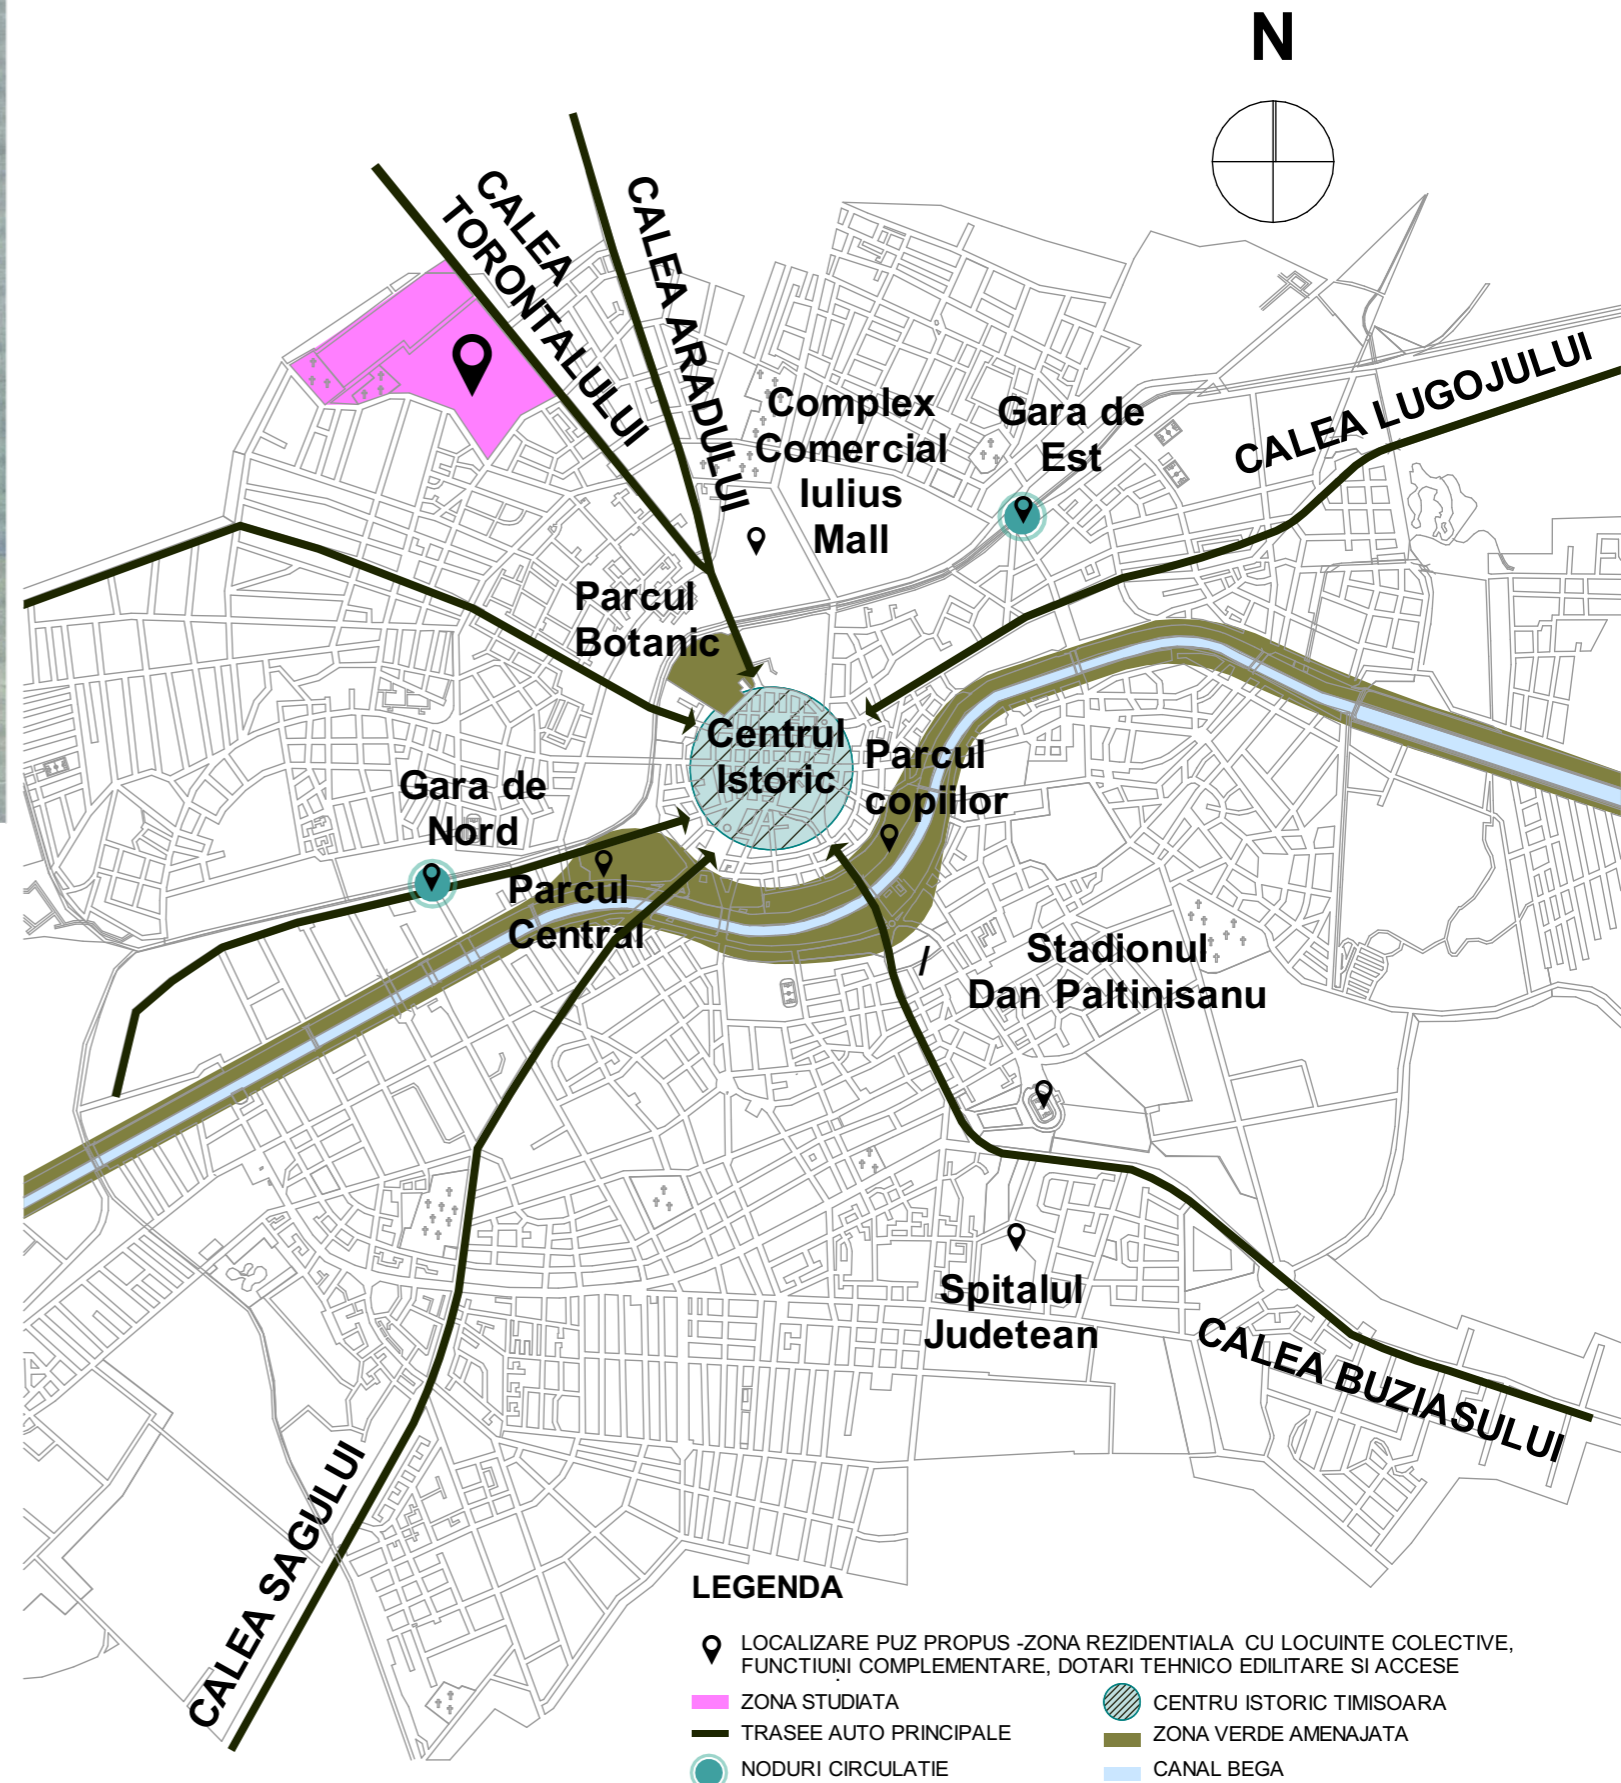 N
CALEA
TORONTALULUI
CALEA ARADULUI
Complex
Comercial
Iulius
Mall
Gara de
Est
CALEA LUGOJULUI
Parcul
Botanic
Centrul
Istoric
Parcul
copiilor
Gara de
Nord
Parcul
Central
/
Stadionul
Dan Paltinisanu
Spitalul
Judetean
CALEA BUZIASULUI
CALEA SAGULUI
LEGENDA
LOCALIZARE PUZ PROPUS -ZONA REZIDENTIALA CU LOCUINTE COLECTIVE,
FUNCTIUNI COMPLEMENTARE, DOTARI TEHNICO EDILITARE SI ACCESE
ZONA STUDIATA
CENTRU ISTORIC TIMISOARA
TRASEE AUTO PRINCIPALE
ZONA VERDE AMENAJATA
NODURI CIRCULATIE
CANAL BEGA